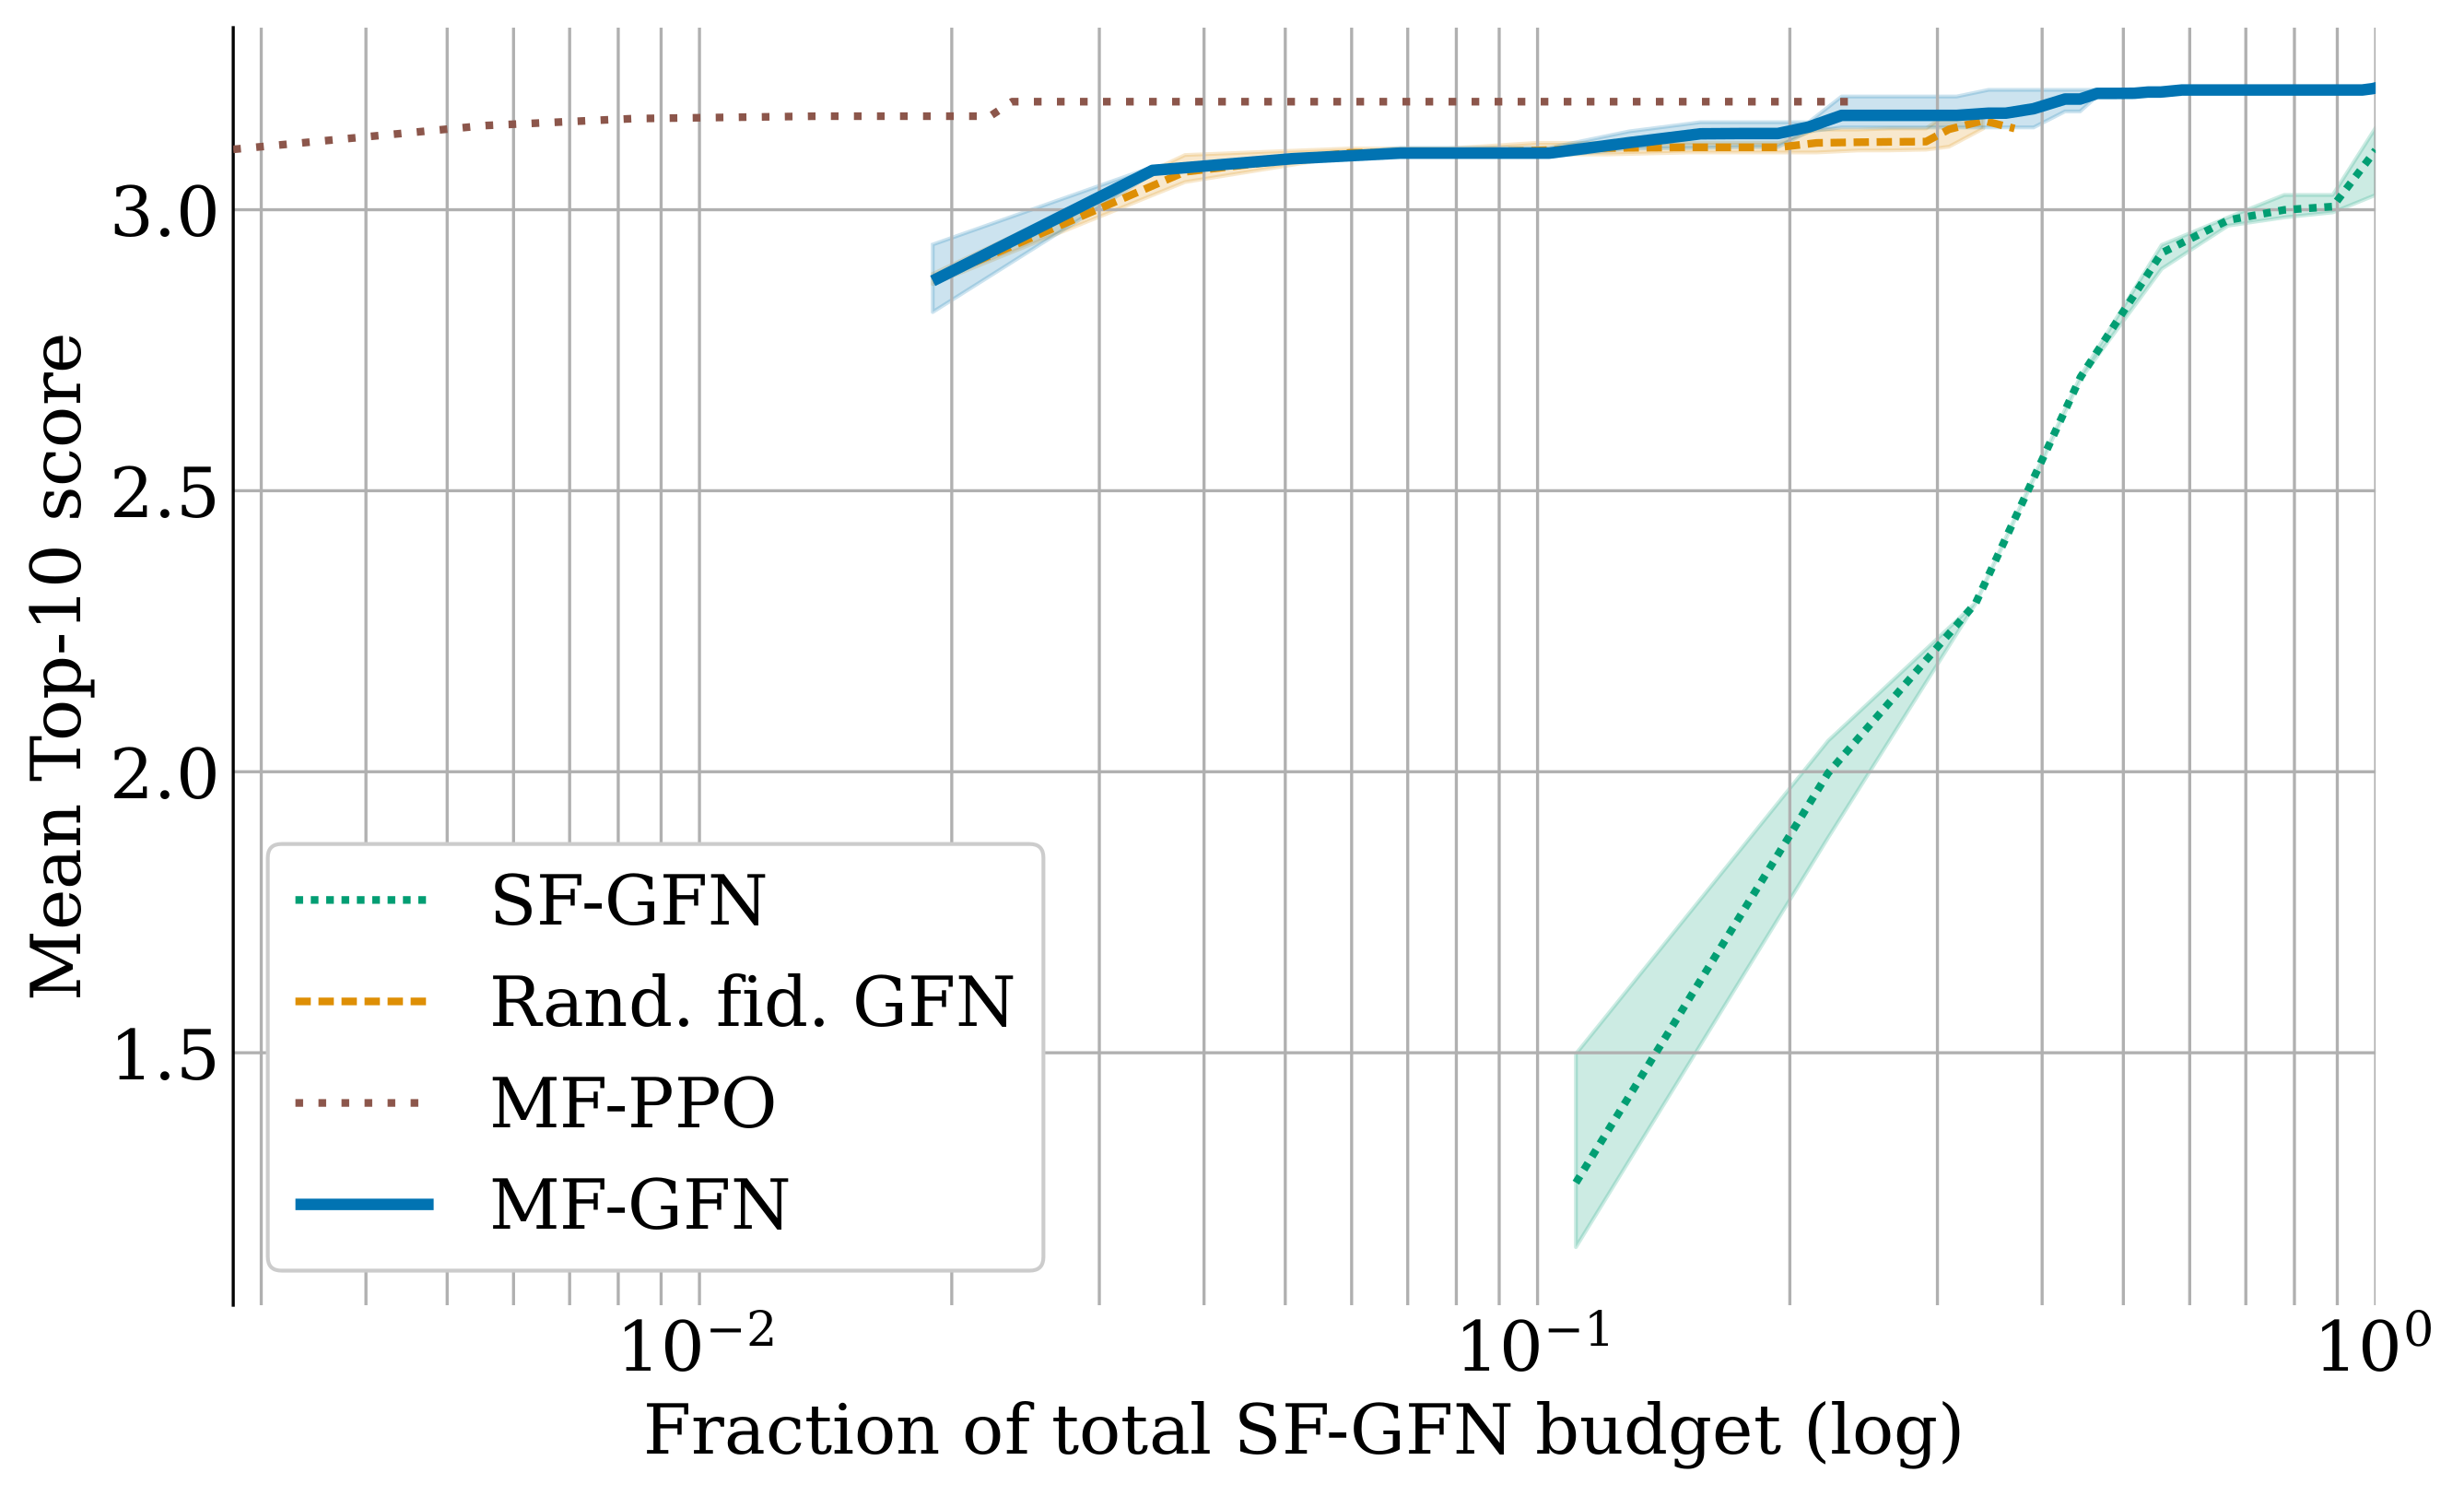 Mean Top-10 score
3.0
2.5
2.0
1.5
SF-GFN
Rand. fid. GFN
MF-PPO
MF-GFN
10⁻²
10⁻¹
10⁰
Fraction of total SF-GFN budget (log)